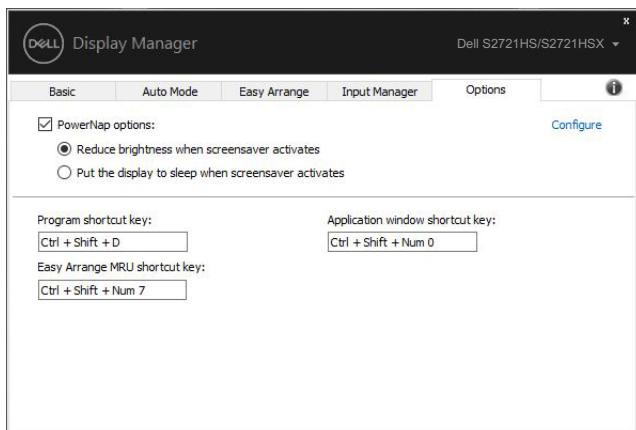 x
DELL Display Manager
Dell S2721HS/S2721HSX
Basic Auto Mode Easy Arrange Input Manager Options i
PowerNap options: Configure
Reduce brightness when screensaver activates
Put the display to sleep when screensaver activates
Program shortcut key: Application window shortcut key:
Ctrl + Shift + D Ctrl + Shift + Num 0
Easy Arrange MRU shortcut key:
Ctrl + Shift + Num 7